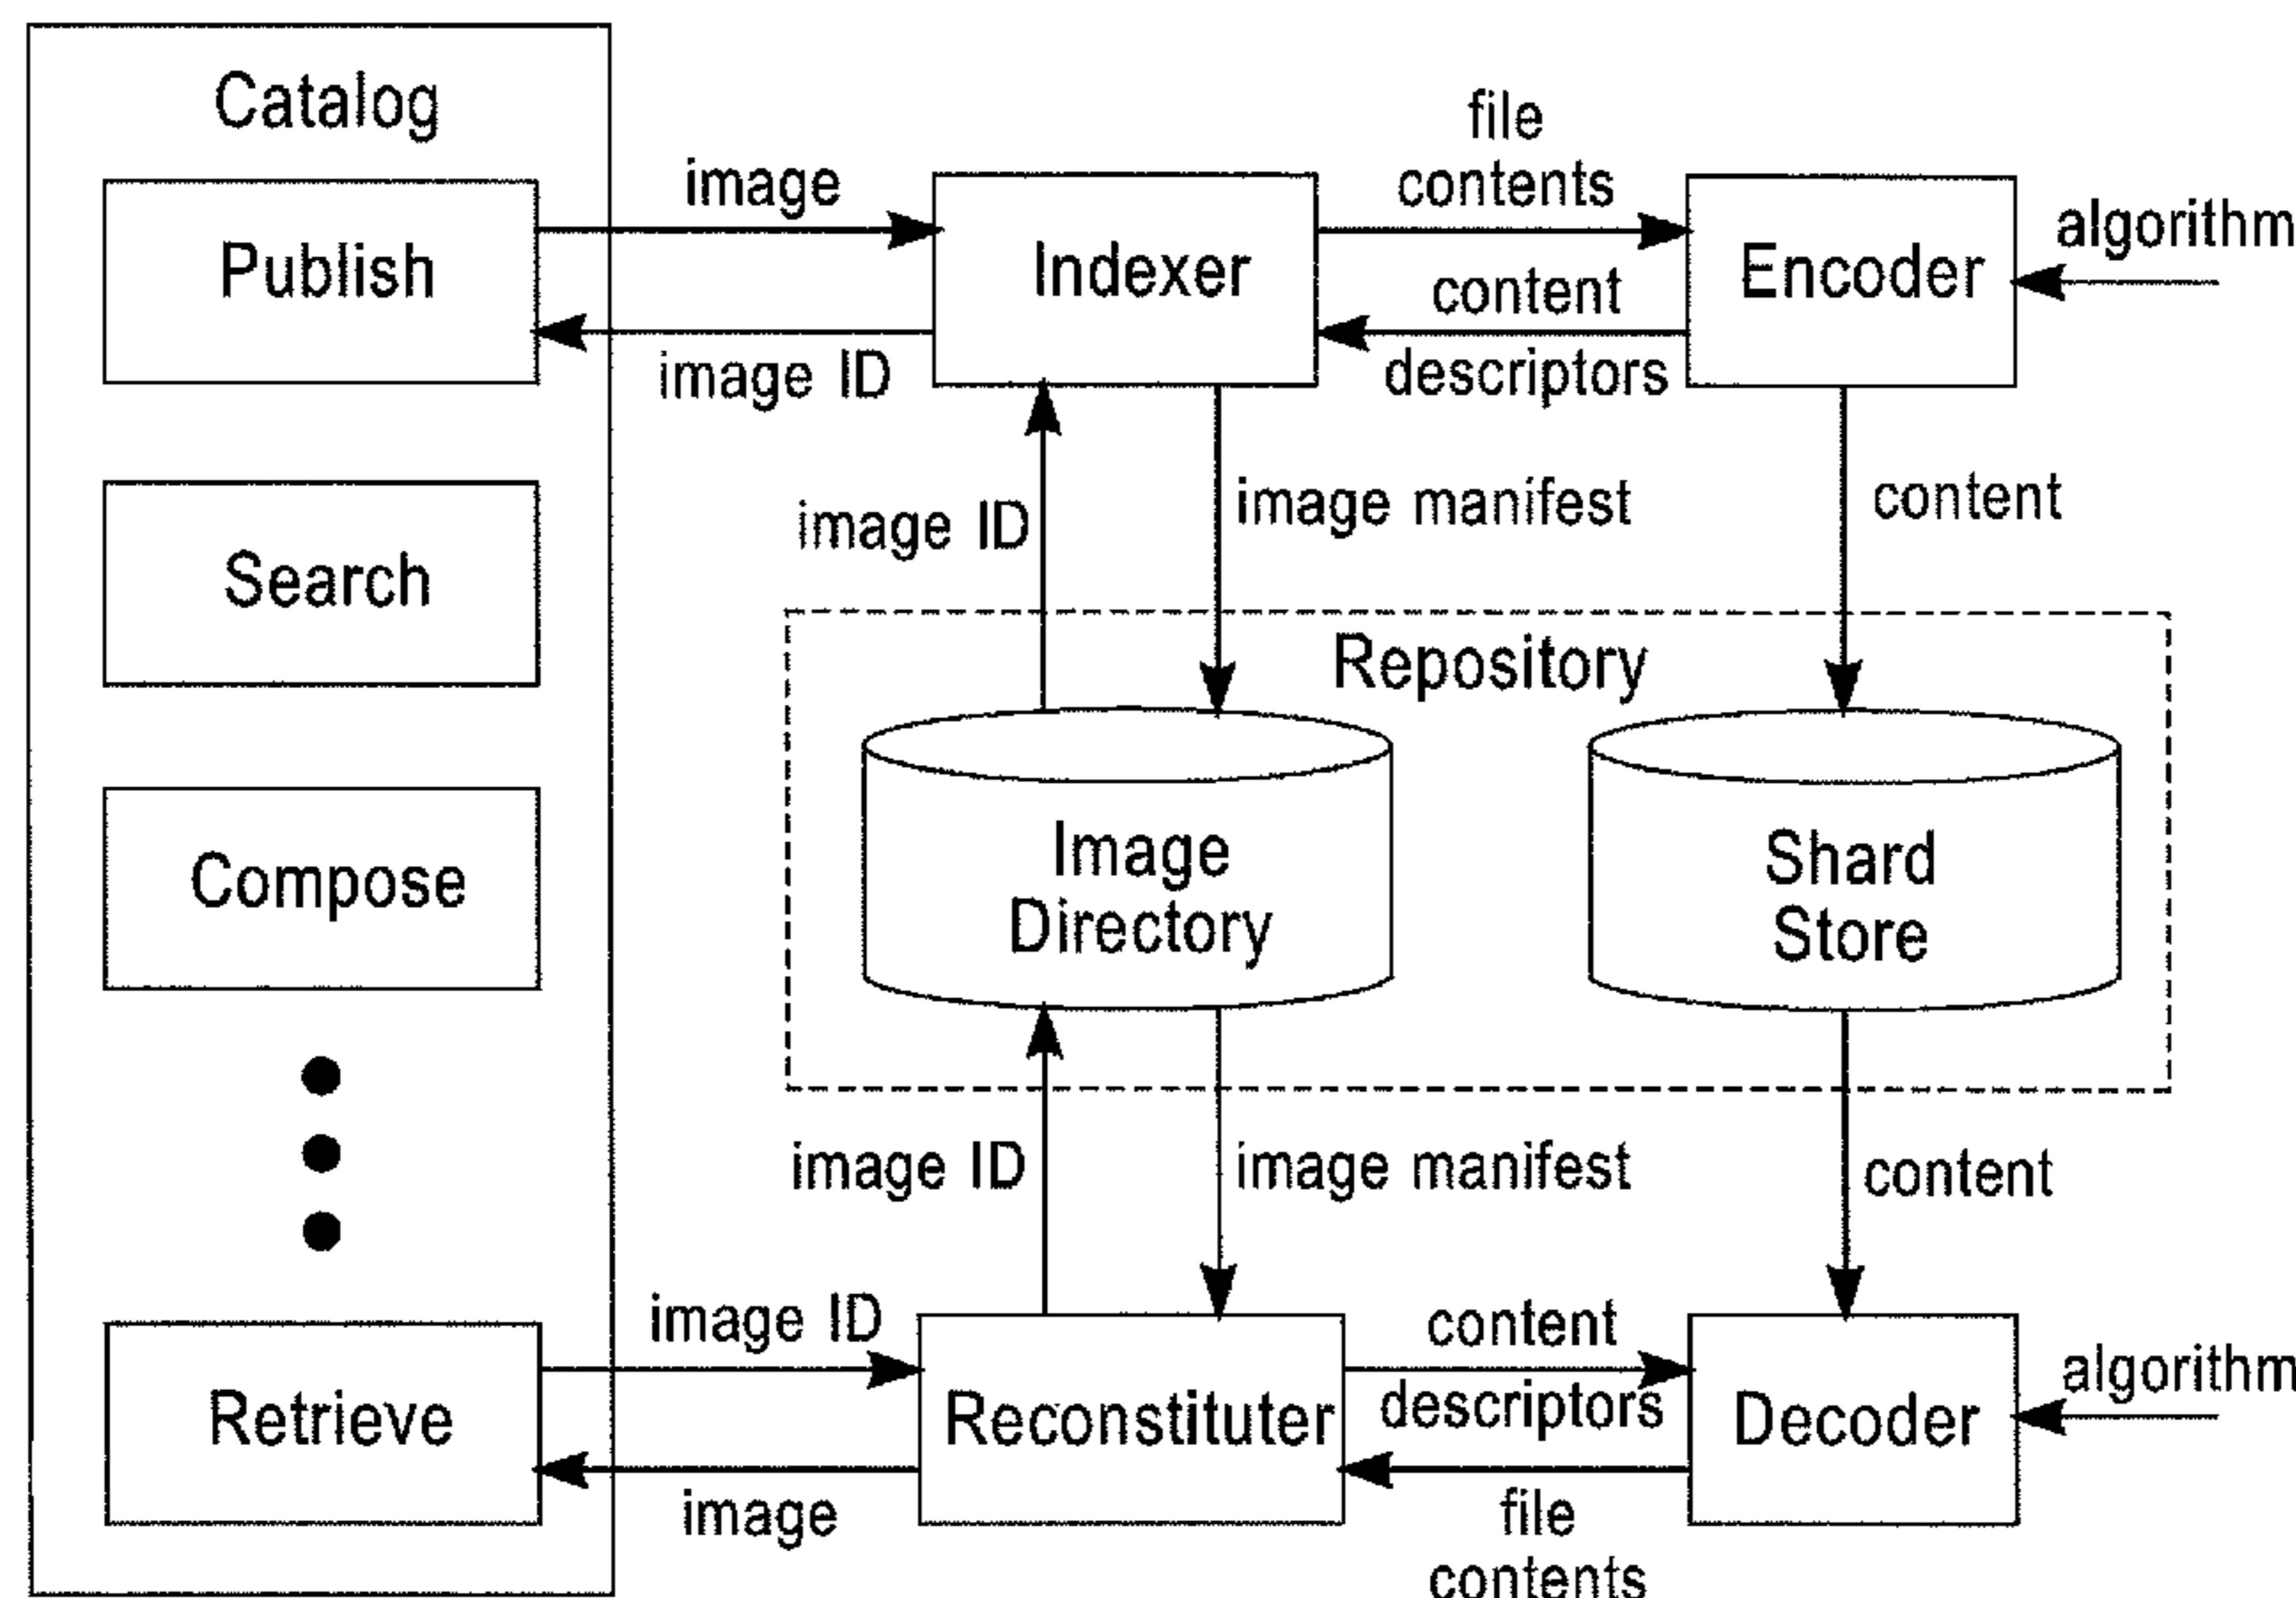 Catalog
Publish
Search
Compose
Retrieve
image
image ID
Indexer
file
contents
content
descriptors
Encoder
algorithm
image ID
image manifest
content
Repository
Image
Directory
Shard
Store
image ID
image manifest
content
image ID
image
Reconstituter
content
descriptors
file
contents
Decoder
algorithm